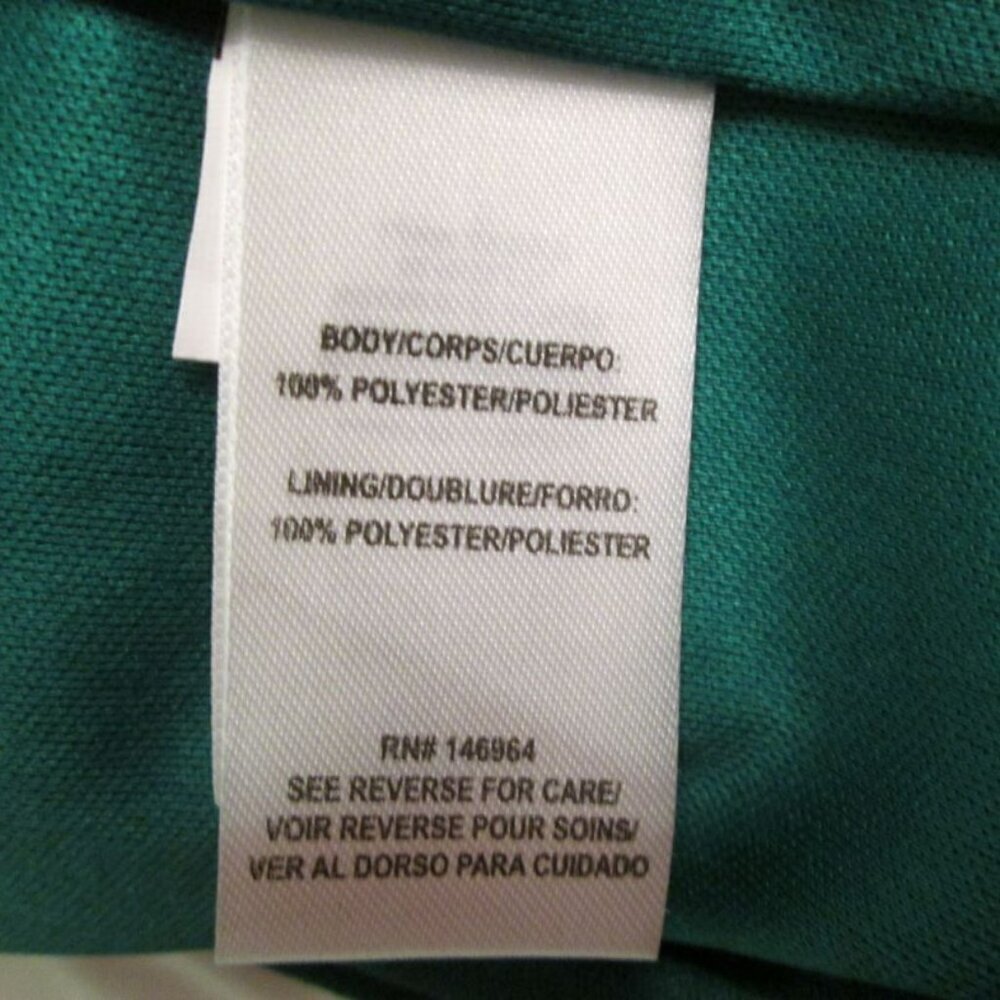 BODY/CORPS/CUERPO:
100% POLYESTER/POLIESTER
LINING/DOUBLURE/FORRO:
100% POLYESTER/POLIESTER
RN# 146964
SEE REVERSE FOR CARE/
VOIR REVERSE POUR SOINS/
VER AL DORSO PARA CUIDADO